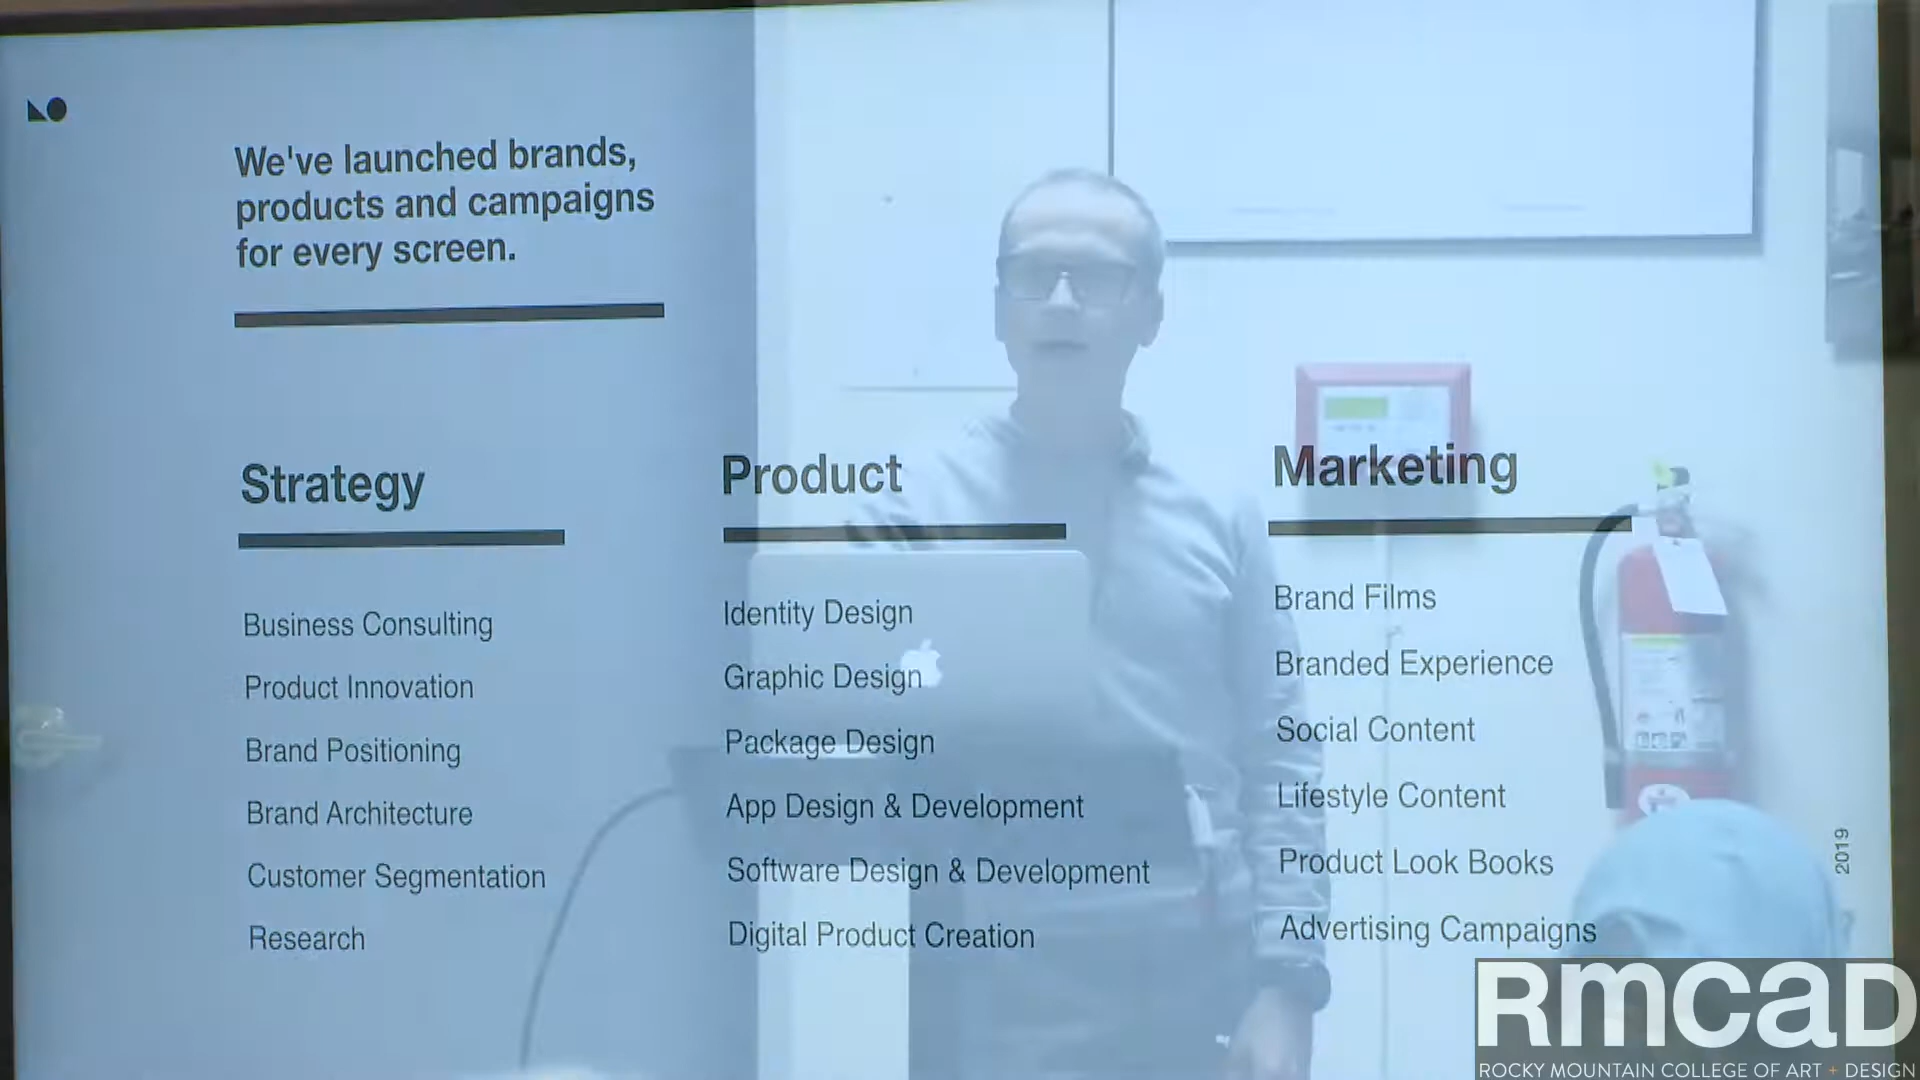 We've launched brands,
products and campaigns
for every screen.
Strategy
Business Consulting
Product Innovation
Brand Positioning
Brand Architecture
Customer Segmentation
Research
Product
Identity Design
Graphic Design
Package Design
App Design & Development
Software Design & Development
Digital Product Creation
Marketing
Brand Films
Branded Experience
Social Content
Lifestyle Content
Product Look Books
Advertising Campaigns
2019
RMCAD
ROCKY MOUNTAIN COLLEGE OF ART + DESIGN